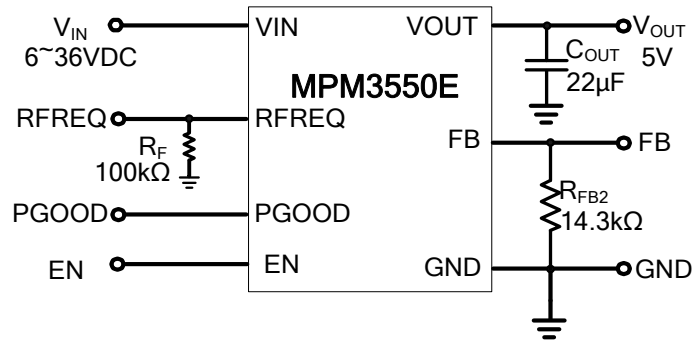 VIN
6~36VDC
VIN
VOUT
VOUT
5V
COUT
22µF
MPM3550E
RFREQ
RFREQ
RF
100kΩ
FB
FB
RFB2
14.3kΩ
PGOOD
PGOOD
EN
EN
GND
GND